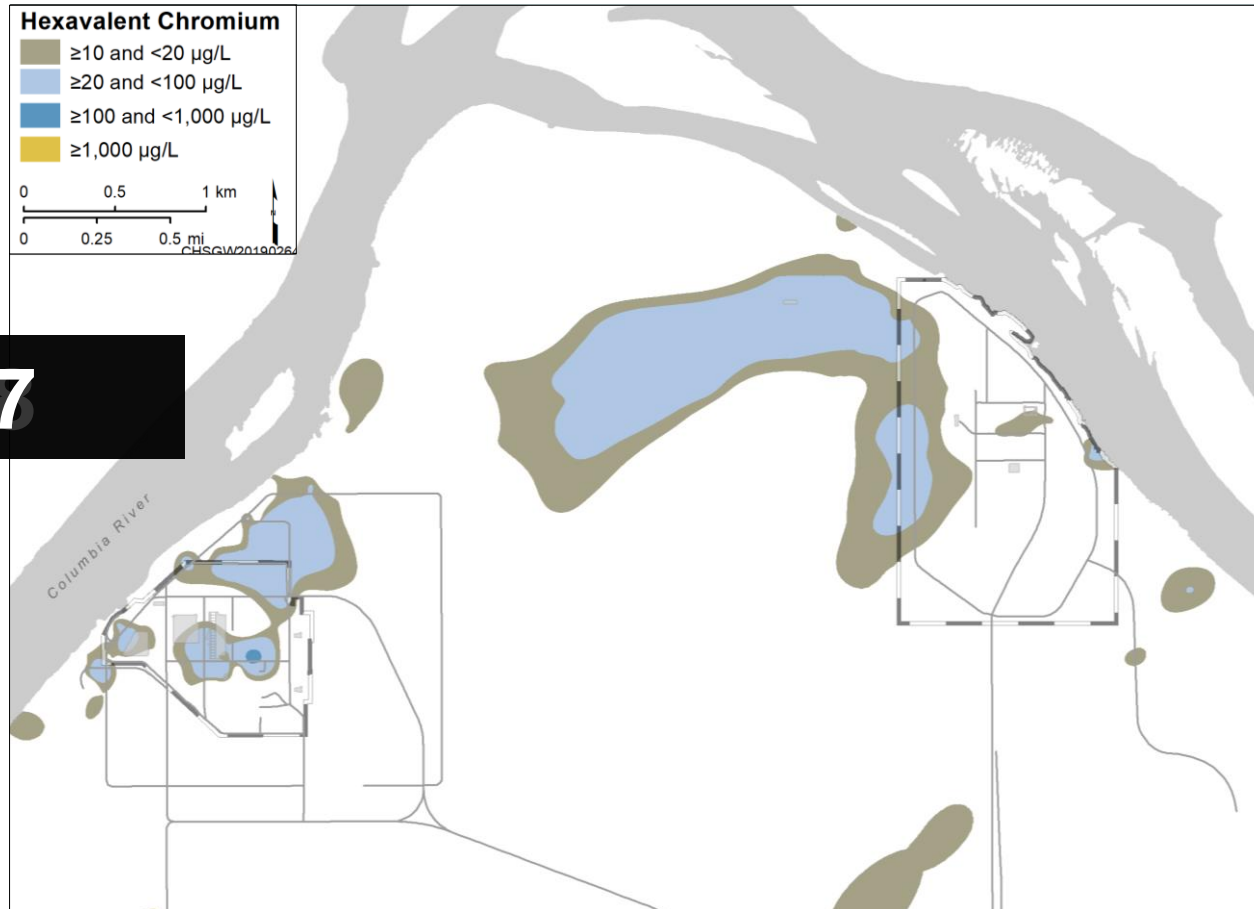 Hexavalent Chromium
≥10 and <20 µg/L
≥20 and <100 µg/L
≥100 and <1,000 µg/L
≥1,000 µg/L
0 0.5 1 km
0 0.25 0.5 mi
7
Columbia River